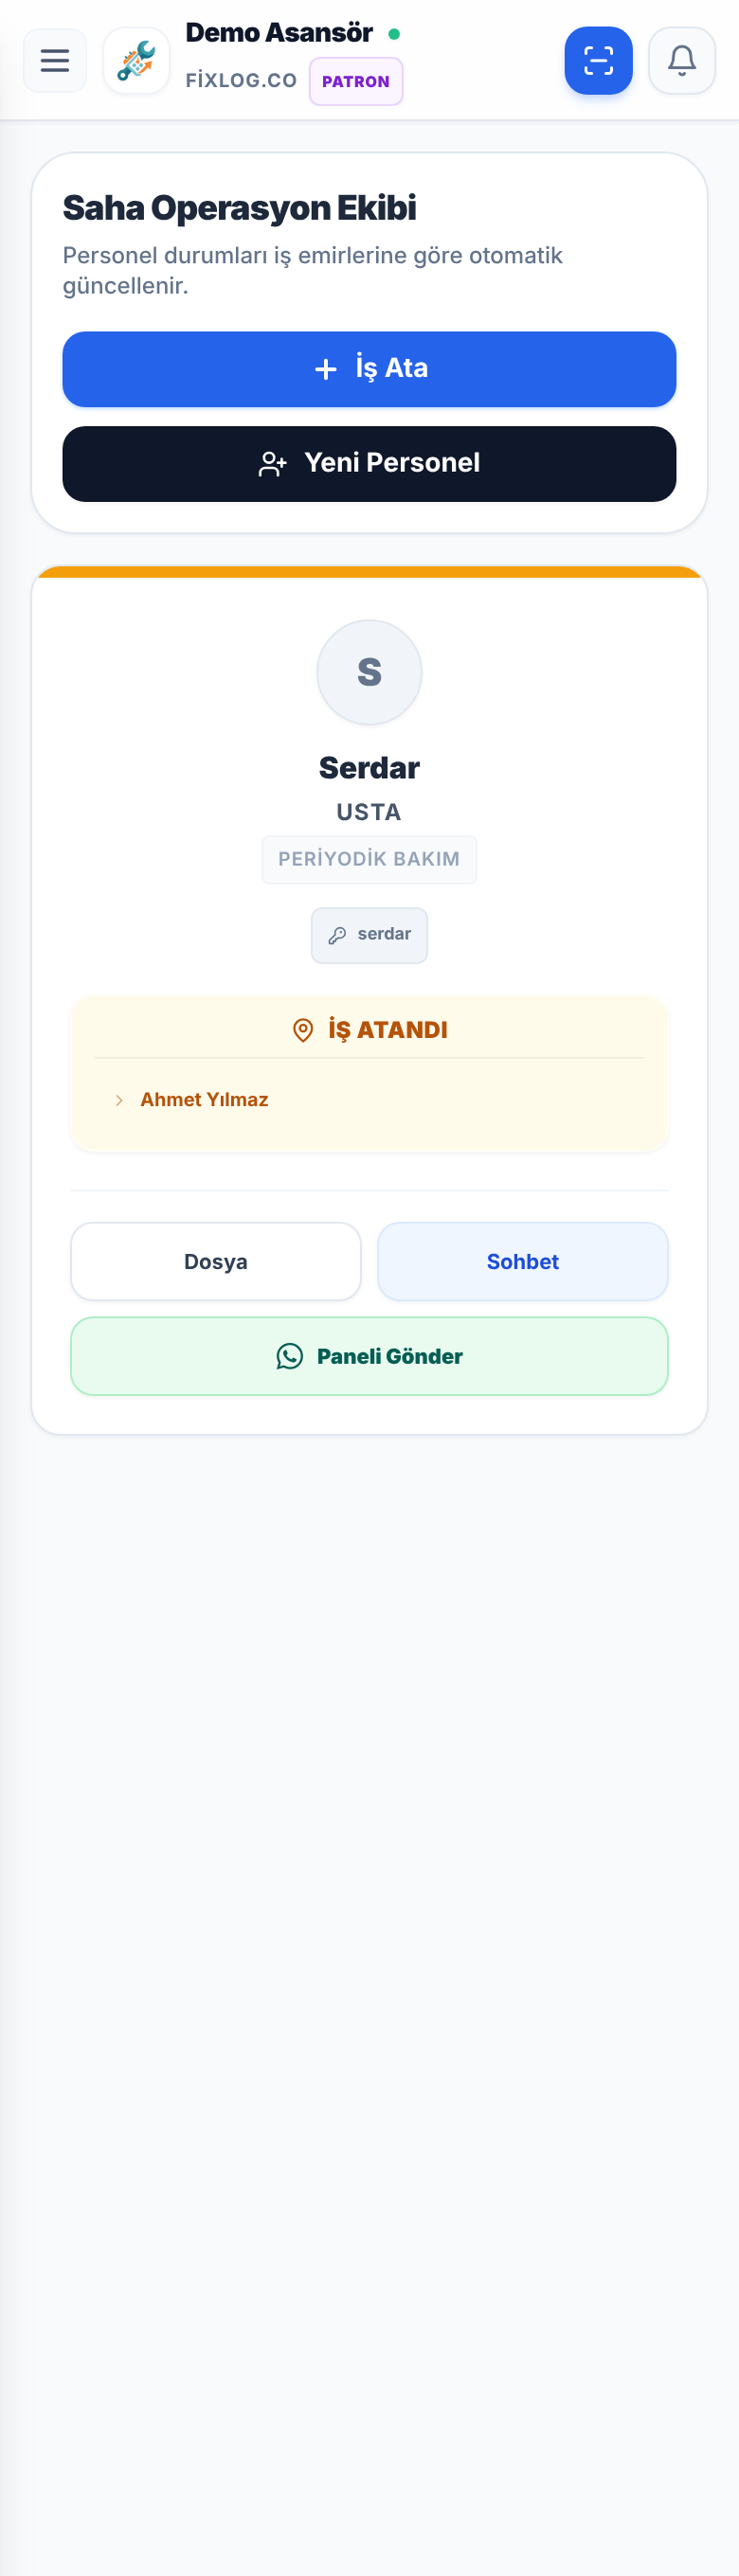 Demo Asansör
FİXLOG.CO PATRON
Saha Operasyon Ekibi
Personel durumları iş emirlerine göre otomatik
güncellenir.
İş Ata
Yeni Personel
S
Serdar
USTA
PERİYODİK BAKIM
serdar
İŞ ATANDI
Ahmet Yılmaz
Dosya Sohbet
Paneli Gönder